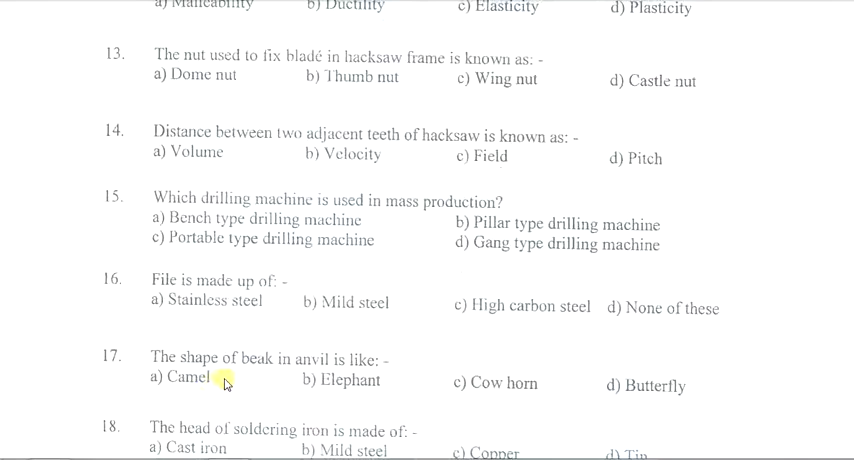 a) Malleability b) Ductility c) Elasticity d) Plasticity
13. The nut used to fix bladé in hacksaw frame is known as: -
a) Dome nut b) Thumb nut c) Wing nut d) Castle nut
14. Distance between two adjacent teeth of hacksaw is known as: -
a) Volume b) Velocity c) Field d) Pitch
15. Which drilling machine is used in mass production?
a) Bench type drilling machine b) Pillar type drilling machine
c) Portable type drilling machine d) Gang type drilling machine
16. File is made up of: -
a) Stainless steel b) Mild steel c) High carbon steel d) None of these
17. The shape of beak in anvil is like: -
a) Camel b) Elephant c) Cow horn d) Butterfly
18. The head of soldering iron is made of: -
a) Cast iron b) Mild steel c) Copper d) Tin